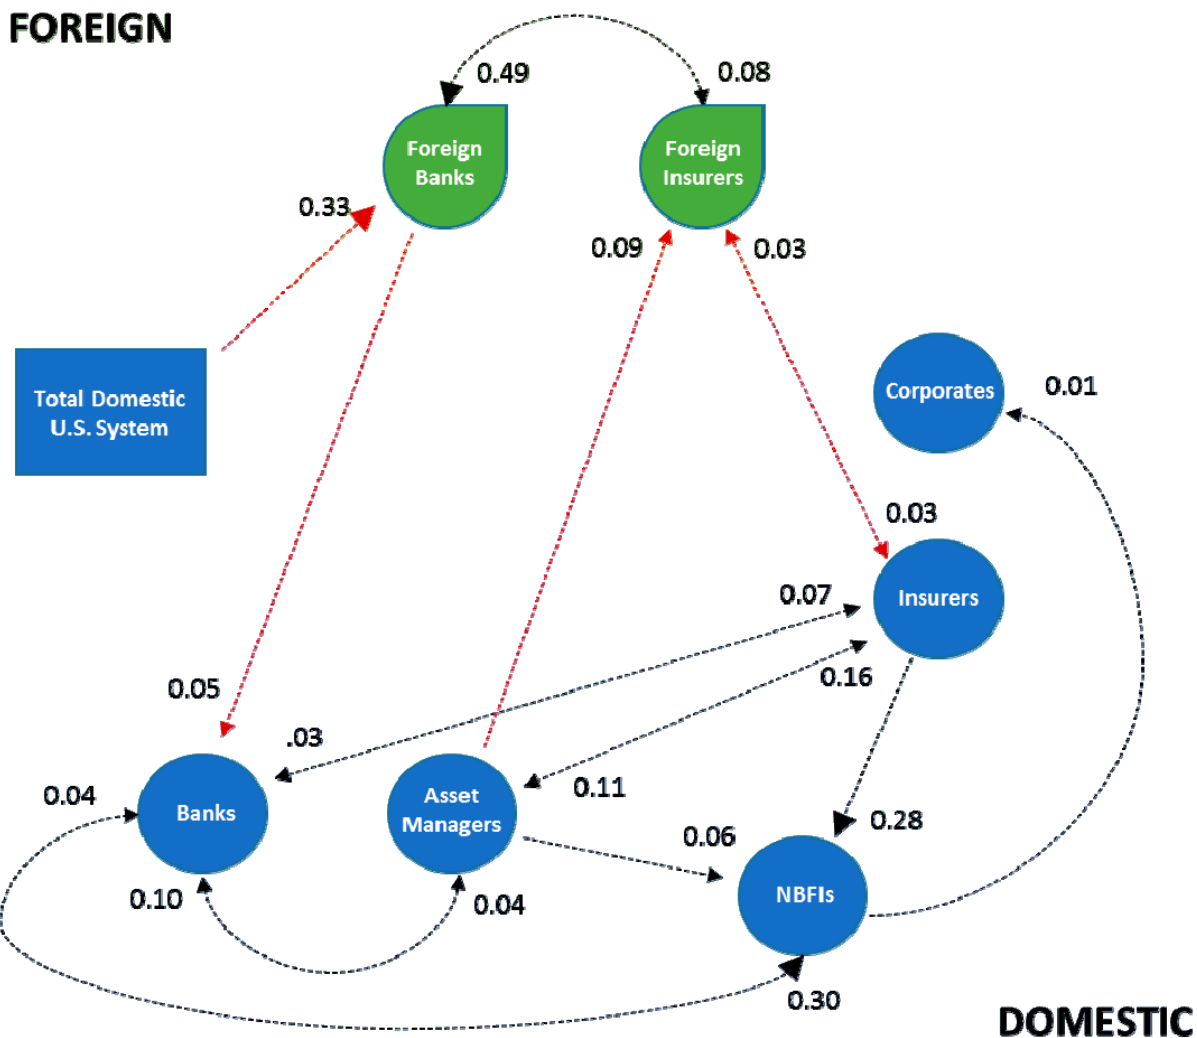 FOREIGN
0.49
0.08
Foreign
Banks
Foreign
Insurers
0.33
0.09
0.03
Total Domestic
U.S. System
Corporates
0.01
0.03
Insurers
0.07
0.16
0.05
.03
0.04
Banks
Asset
Managers
0.11
0.06
0.28
0.10
0.04
NBFIs
0.30
DOMESTIC